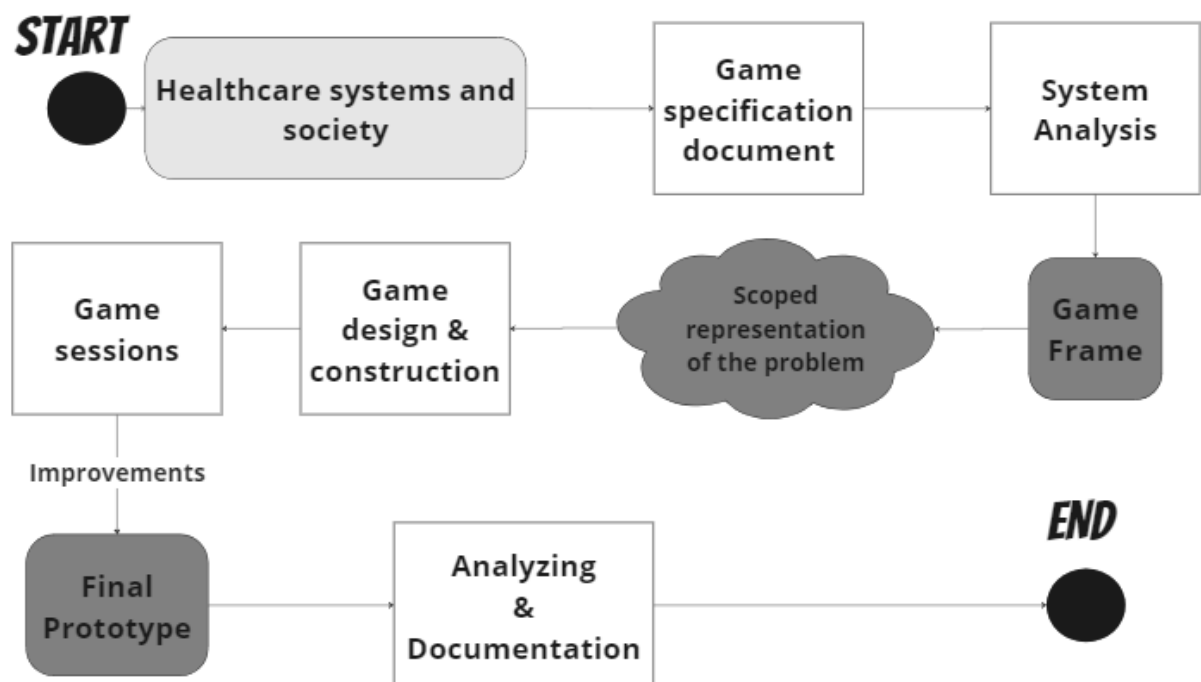 START
Healthcare systems and
society
Game
specification
document
System
Analysis
Game
Frame
Scoped
representation
of the problem
Game
design &
construction
Game
sessions
Improvements
Final
Prototype
Analyzing
&
Documentation
END